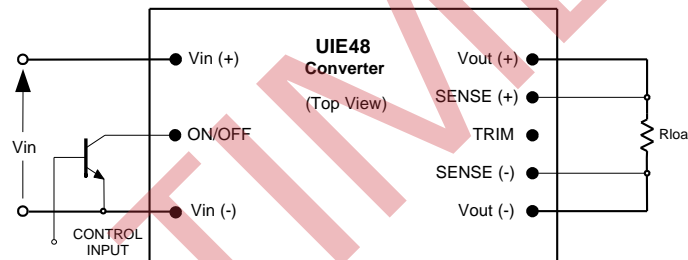 UIE48
Converter
(Top View)
Vin (+)
ON/OFF
Vin (-)
Vout (+)
SENSE (+)
TRIM
SENSE (-)
Vout (-)
Vin
CONTROL
INPUT
Rloa